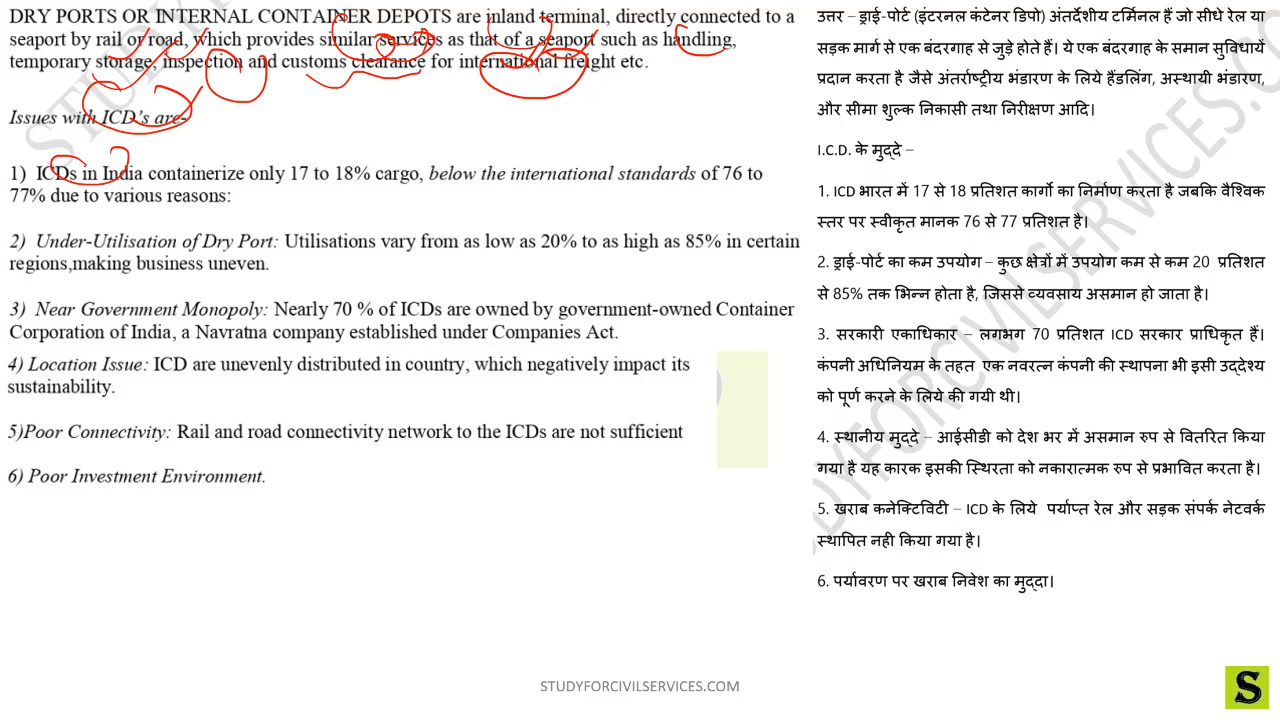 DRY PORTS OR INTERNAL CONTAINER DEPOTS are inland terminal, directly connected to a
seaport by rail or road, which provides similar services as that of a seaport such as handling,
temporary storage, inspection and customs clearance for international freight etc.
Issues with ICD's are-
1) ICDs in India containerize only 17 to 18% cargo, below the international standards of 76 to
77% due to various reasons:
2) Under-Utilisation of Dry Port: Utilisations vary from as low as 20% to as high as 85% in certain
regions,making business uneven.
3) Near Government Monopoly: Nearly 70 % of ICDs are owned by government-owned Container
Corporation of India, a Navratna company established under Companies Act.
4) Location Issue: ICD are unevenly distributed in country, which negatively impact its
sustainability.
5)Poor Connectivity: Rail and road connectivity network to the ICDs are not sufficient
6) Poor Investment Environment.
उत्तर – ड्राई-पोर्ट (इंटरनल कंटेनर डिपो) अंतर्देशीय टर्मिनल हैं जो सीधे रेल या
सड़क मार्ग से एक बंदरगाह से जुड़े होते हैं। ये एक बंदरगाह के समान सुविधायें
प्रदान करता है जैसे अंतर्राष्ट्रीय भंडारण के लिये हैंडलिंग, अस्थायी भंडारण,
और सीमा शुल्क निकासी तथा निरीक्षण आदि।
I.C.D. के मुद्दे –
1. ICD भारत में 17 से 18 प्रतिशत कार्गो का निर्माण करता है जबकि वैश्विक
स्तर पर स्वीकृत मानक 76 से 77 प्रतिशत है।
2. ड्राई-पोर्ट का कम उपयोग – कुछ क्षेत्रों में उपयोग कम से कम 20 प्रतिशत
से 85% तक भिन्न होता है, जिससे व्यवसाय असमान हो जाता है।
3. सरकारी एकाधिकार – लगभग 70 प्रतिशत ICD सरकार प्राधिकृत हैं।
कंपनी अधिनियम के तहत एक नवरत्न कंपनी की स्थापना भी इसी उद्देश्य
को पूर्ण करने के लिये की गयी थी।
4. स्थानीय मुद्दे – आईसीडी को देश भर में असमान रुप से वितरित किया
गया है यह कारक इसकी स्थिरता को नकारात्मक रुप से प्रभावित करता है।
5. खराब कनेक्टिविटी – ICD के लिये पर्याप्त रेल और सड़क संपर्क नेटवर्क
स्थापित नही किया गया है।
6. पर्यावरण पर खराब निवेश का मुद्दा।
STUDYFORCIVILSERVICES.COM
S